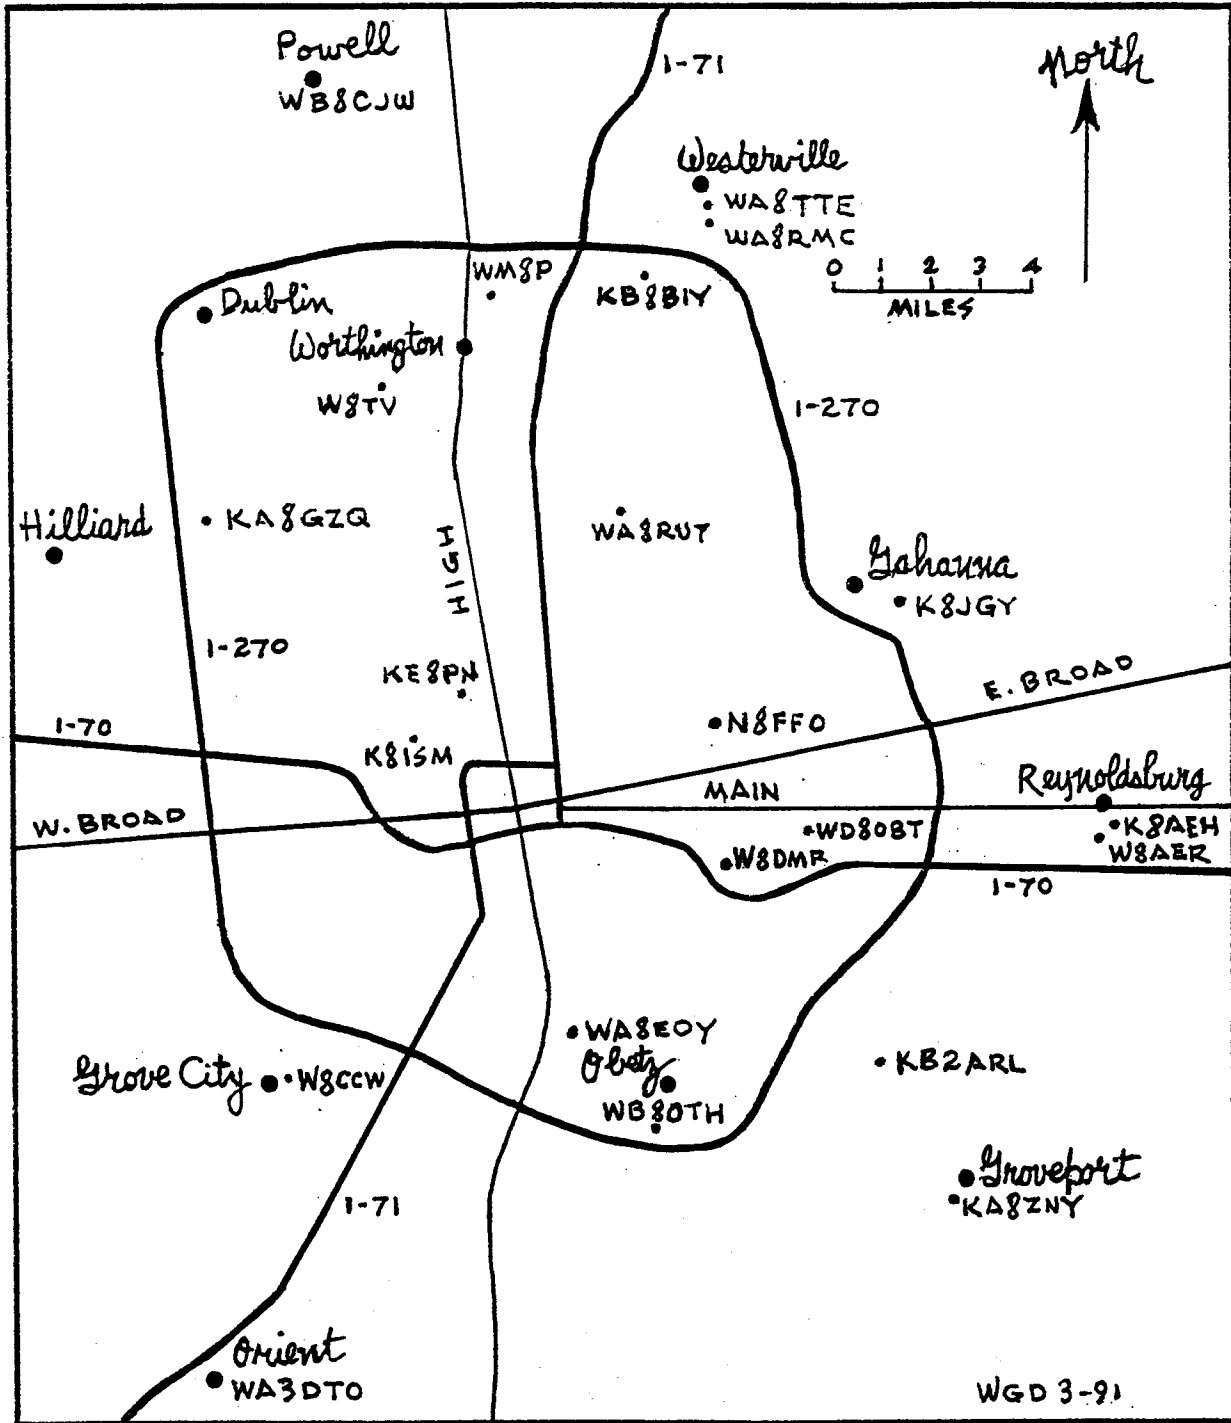 Powell
WB8CJW
I-71
North
Westerville
WA8TTE
WA8RMC
0 1 2 3 4
MILES
WM8P
KB8BIY
Dublin
Worthington
W8TV
I-270
Hilliard
KA8GZQ
HIGH
WA8RUT
Gahanna
K8JGY
I-270
KE8PN
E. BROAD
I-70
N8FFO
K8ISM
MAIN
Reynoldsburg
W. BROAD
WD8OBT
K8AEH
W8DMR
W8AER
I-70
WA8EOY
Obetz
KB2ARL
Grove City
W8CCW
WB8OTH
Groveport
KA8ZNY
I-71
Orient
WA3DTO
WGD 3-91